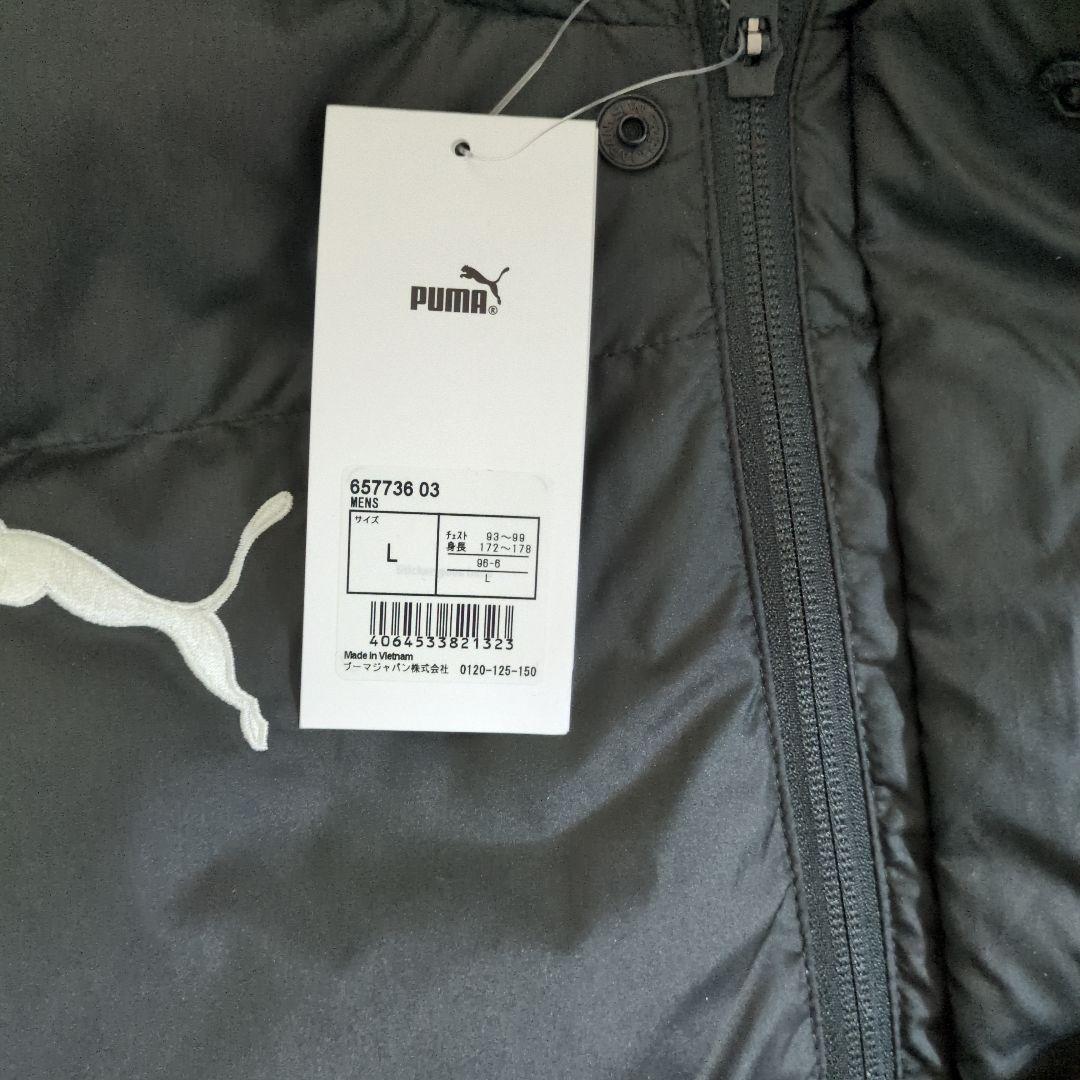 PUMA®
657736 03
MENS
サイズ
L
ﾁｪｽﾄ 93～99
身長 172～178
96-6
L
4064533821323
Made in Vietnam
プーマジャパン株式会社 0120-125-150